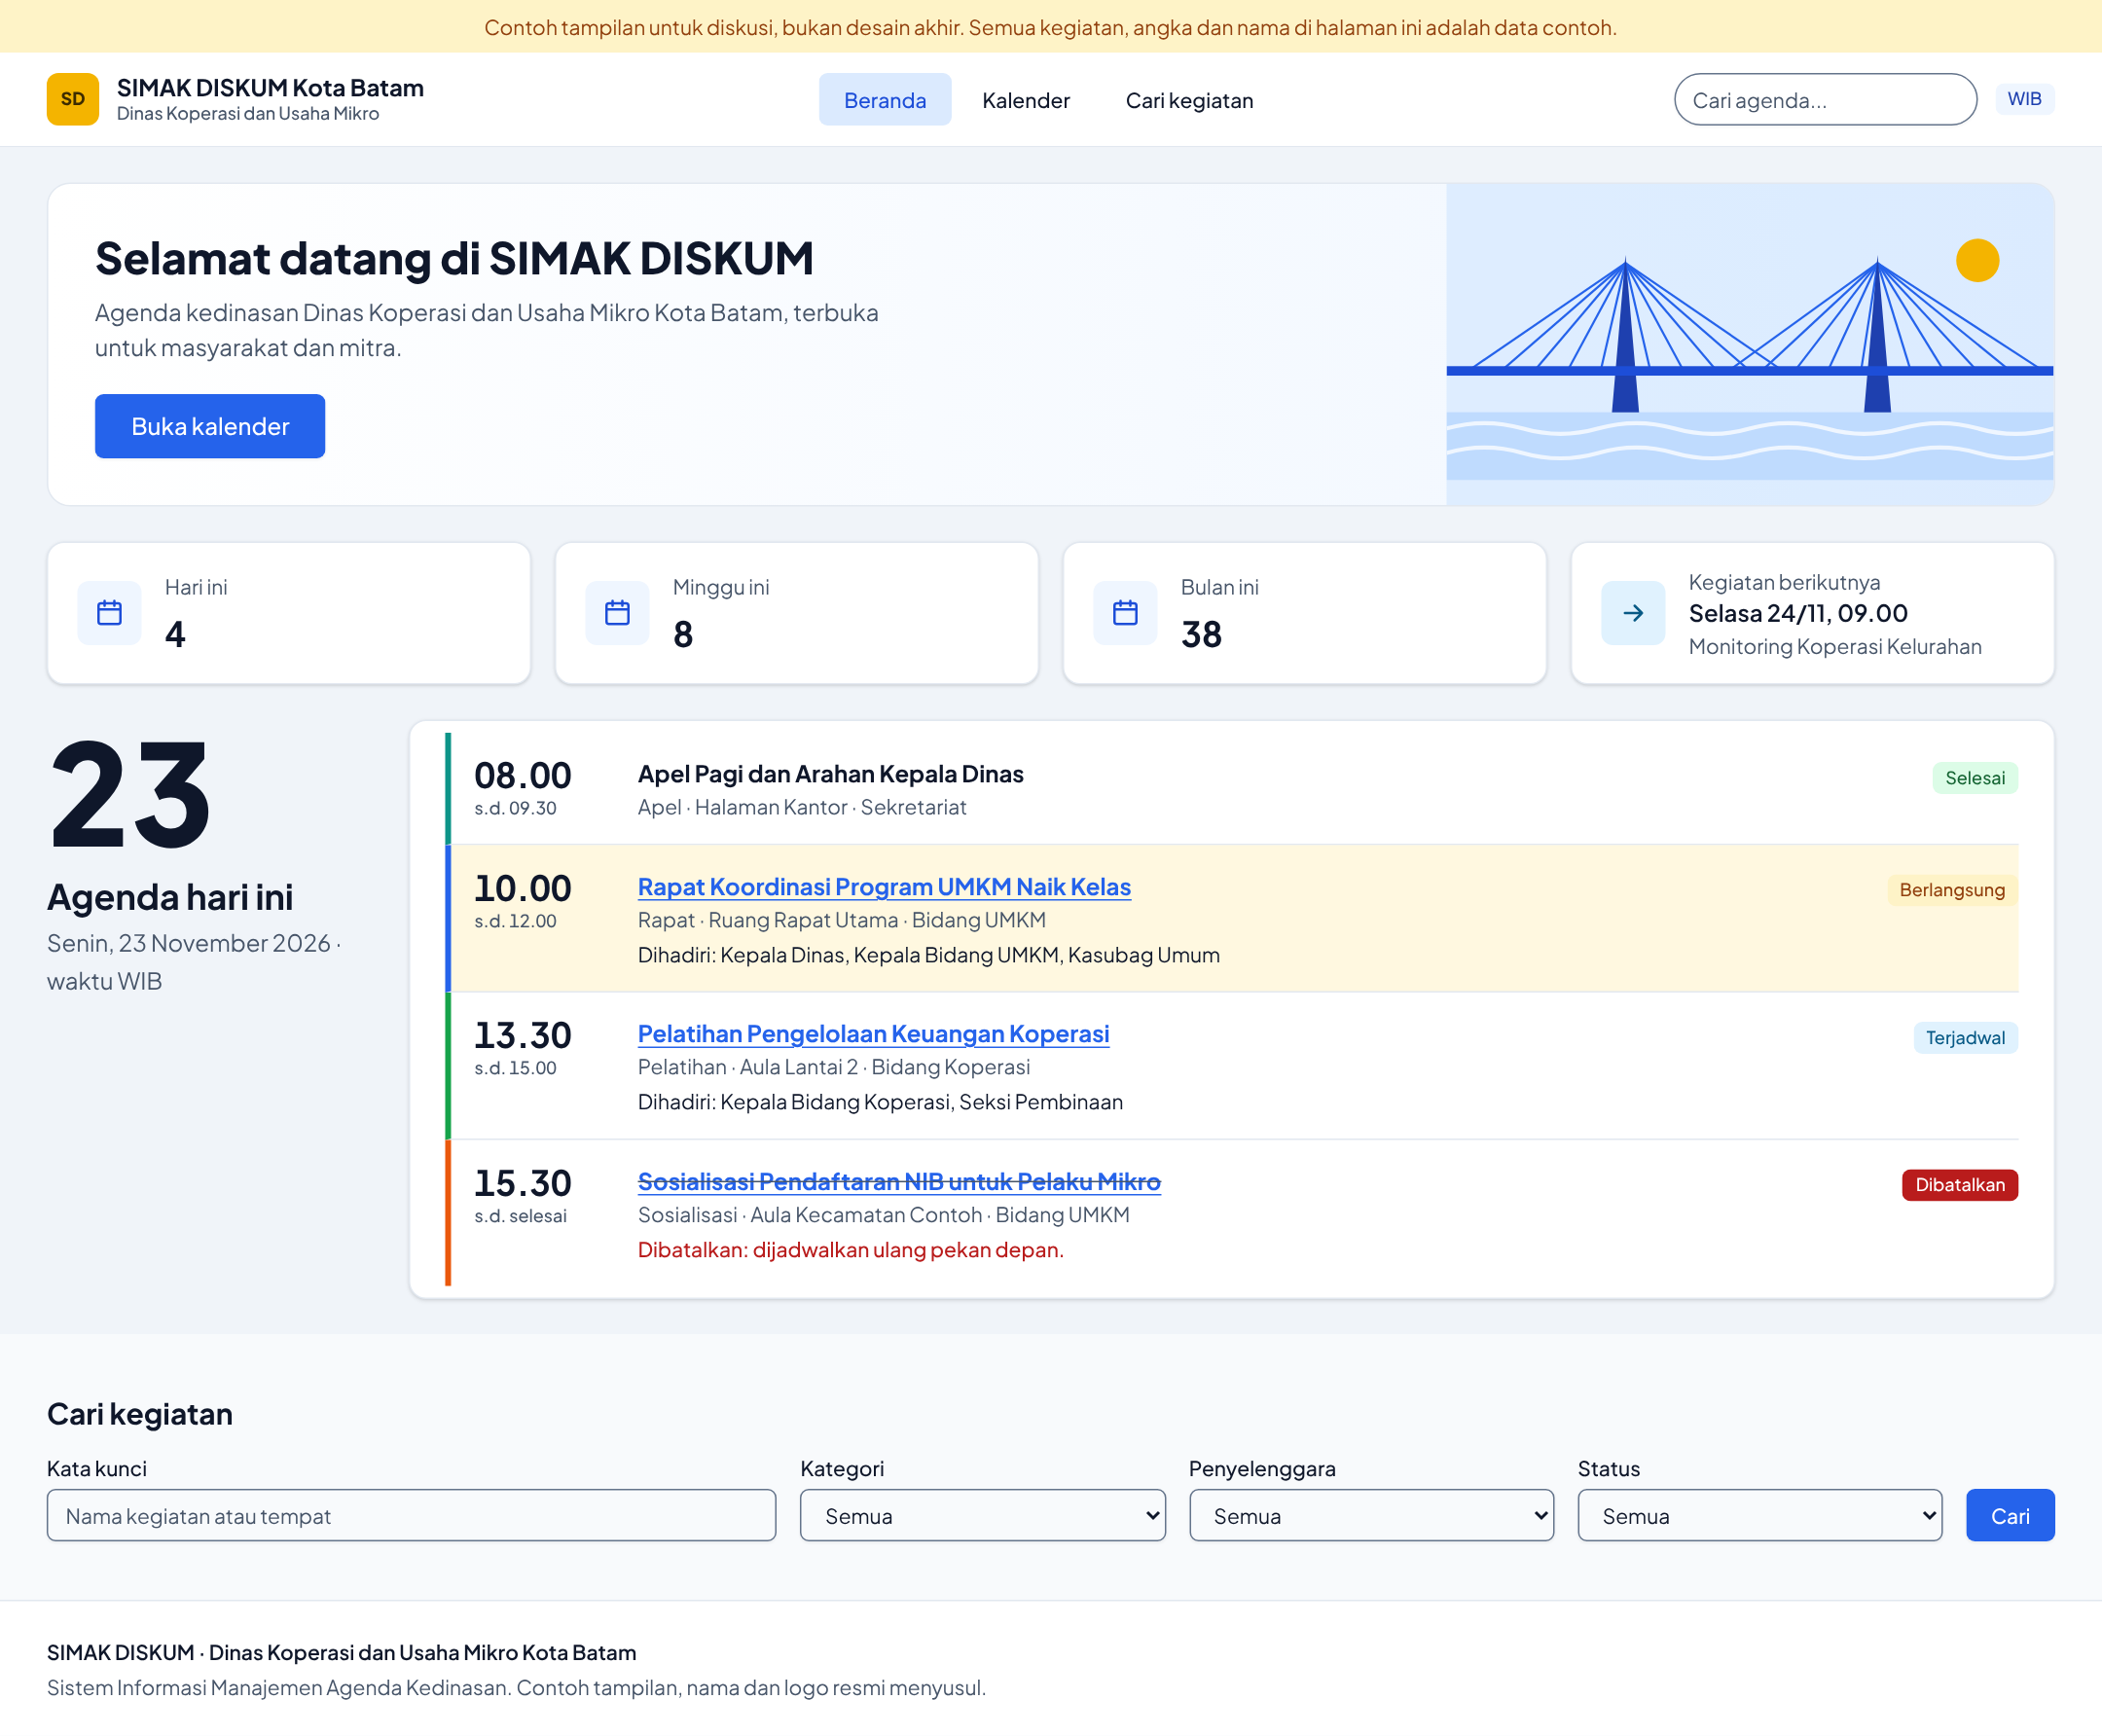 Contoh tampilan untuk diskusi, bukan desain akhir. Semua kegiatan, angka dan nama di halaman ini adalah data contoh.
SD
SIMAK DISKUM Kota Batam
Dinas Koperasi dan Usaha Mikro
Beranda
Kalender
Cari kegiatan
Cari agenda...
WIB
Selamat datang di SIMAK DISKUM
Agenda kedinasan Dinas Koperasi dan Usaha Mikro Kota Batam, terbuka
untuk masyarakat dan mitra.
Buka kalender
Hari ini
4
Minggu ini
8
Bulan ini
38
Kegiatan berikutnya
Selasa 24/11, 09.00
Monitoring Koperasi Kelurahan
23
Agenda hari ini
Senin, 23 November 2026 ·
waktu WIB
08.00
s.d. 09.30
Apel Pagi dan Arahan Kepala Dinas
Apel · Halaman Kantor · Sekretariat
Selesai
10.00
s.d. 12.00
Rapat Koordinasi Program UMKM Naik Kelas
Rapat · Ruang Rapat Utama · Bidang UMKM
Dihadiri: Kepala Dinas, Kepala Bidang UMKM, Kasubag Umum
Berlangsung
13.30
s.d. 15.00
Pelatihan Pengelolaan Keuangan Koperasi
Pelatihan · Aula Lantai 2 · Bidang Koperasi
Dihadiri: Kepala Bidang Koperasi, Seksi Pembinaan
Terjadwal
15.30
s.d. selesai
Sosialisasi Pendaftaran NIB untuk Pelaku Mikro
Sosialisasi · Aula Kecamatan Contoh · Bidang UMKM
Dibatalkan: dijadwalkan ulang pekan depan.
Dibatalkan
Cari kegiatan
Kata kunci
Nama kegiatan atau tempat
Kategori
Semua
Penyelenggara
Semua
Status
Semua
Cari
SIMAK DISKUM · Dinas Koperasi dan Usaha Mikro Kota Batam
Sistem Informasi Manajemen Agenda Kedinasan. Contoh tampilan, nama dan logo resmi menyusul.